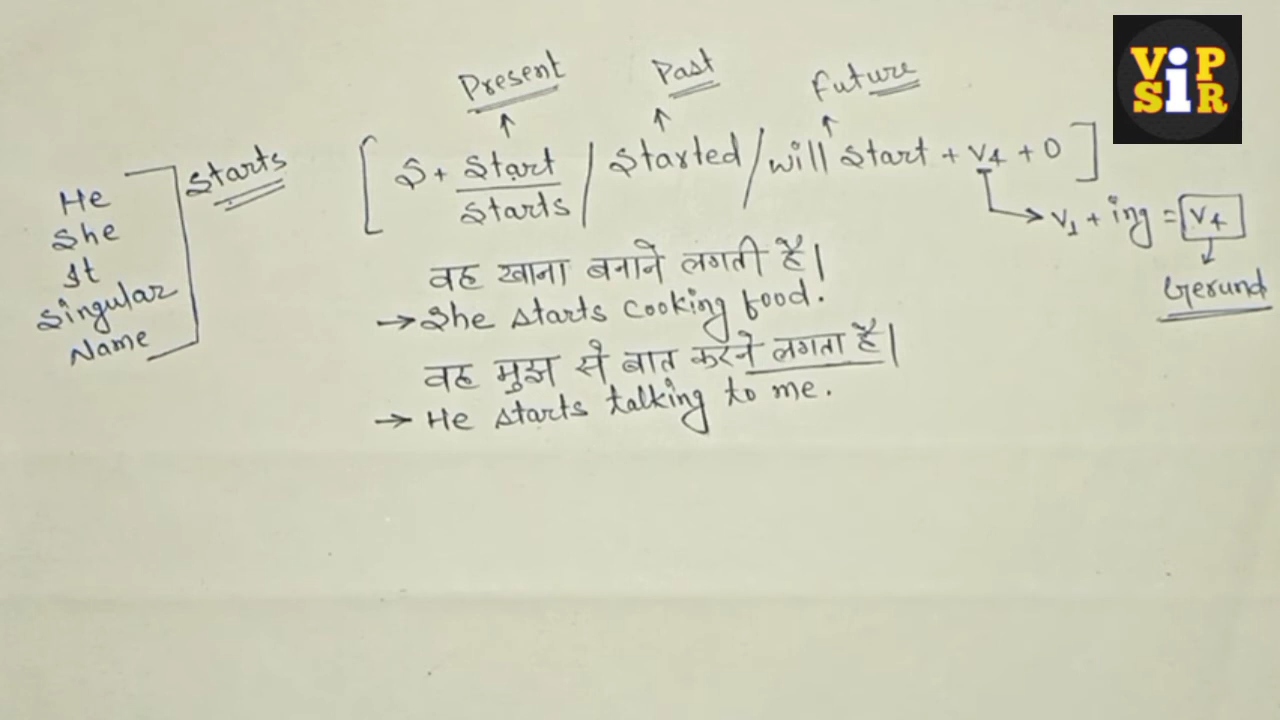 ViP
SiR
Present Past Future
[ S + Start / Started / will Start + V4 + O ]
Starts
He
She
It
Singular
Name
Starts
V1 + ing = V4
Gerund
वह खाना बनाने लगती है|
→ She starts cooking food.
वह मुझ से बात करने लगता है|
→ He starts talking to me.